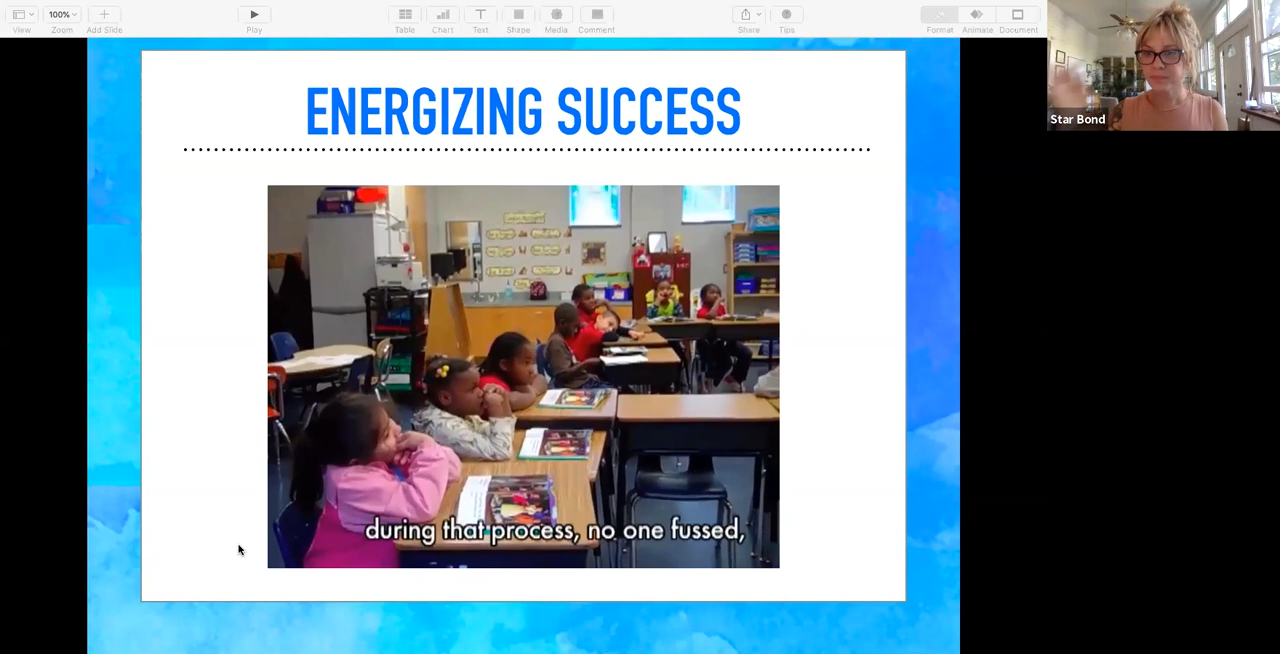 View
Zoom
Add Slide
Play
Table
Chart
Text
Shape
Media
Comment
Share
Tips
Format
Animate
Document
100%
Star Bond
ENERGIZING SUCCESS
during that process, no one fussed,